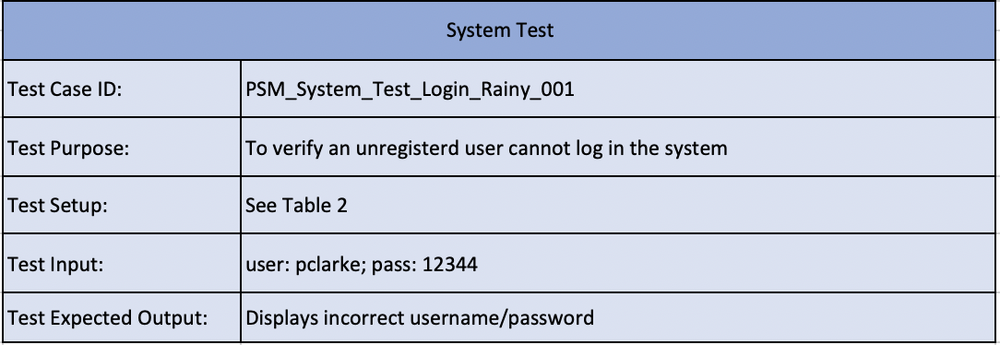 System Test
Test Case ID: PSM_System_Test_Login_Rainy_001
Test Purpose: To verify an unregisterd user cannot log in the system
Test Setup: See Table 2
Test Input: user: pclarke; pass: 12344
Test Expected Output: Displays incorrect username/password